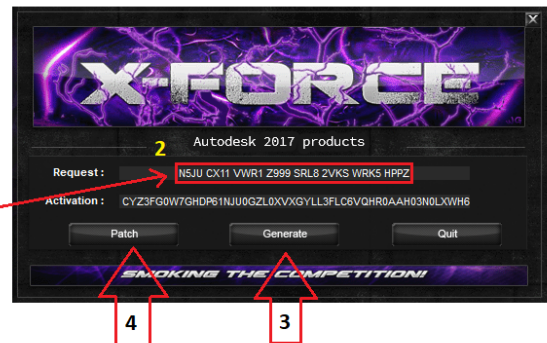 X
X-FORCE
Autodesk 2017 products
2
Request : N5JU CX11 VWR1 Z999 SRL8 2VKS WRK5 HPPZ
Activation : CYZ3FG0W7GHDP61NJU0GZL0XVXGYLL3FLC6VQHR0AAH03N0LXWH6
Patch Generate Quit
SMOKING THE COMPETITION!
4 3